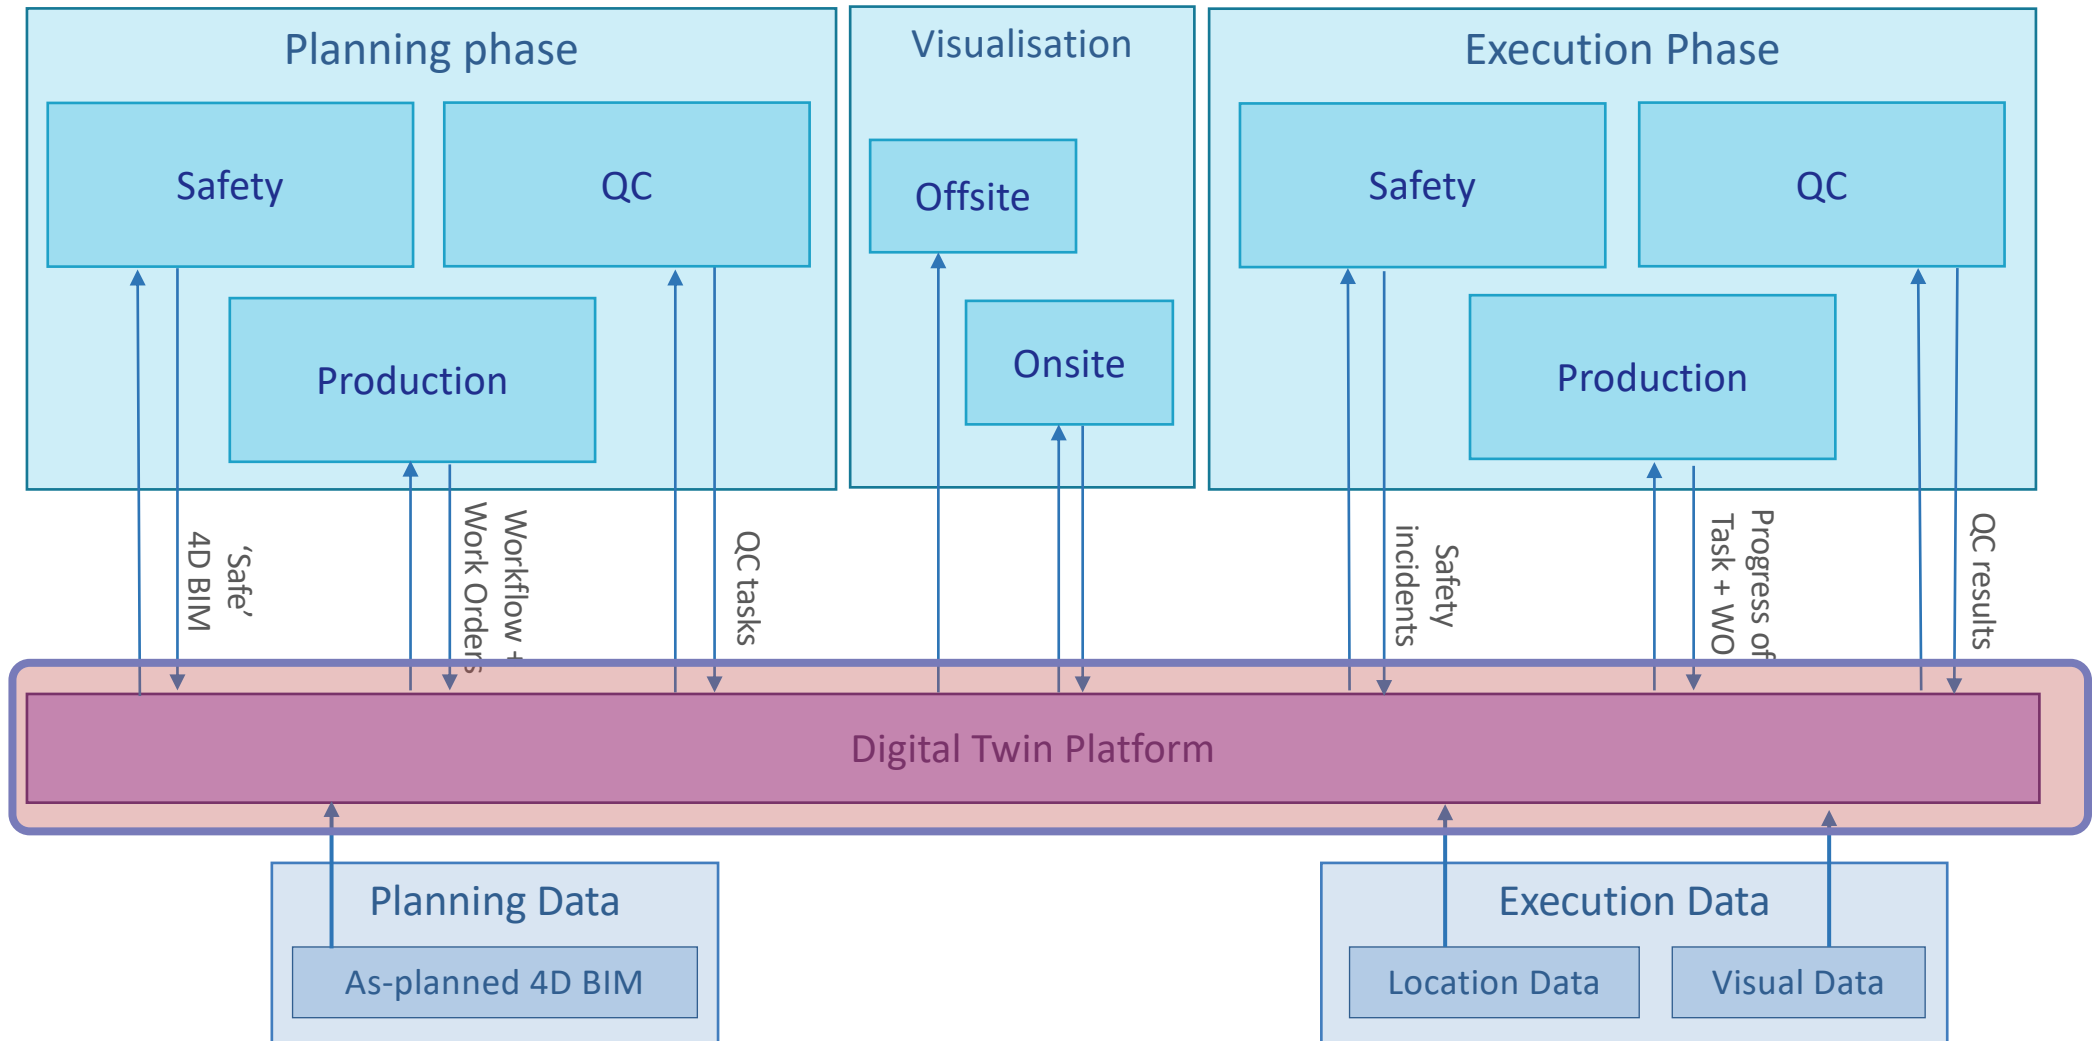 Planning phase
Visualisation
Execution Phase
Safety
QC
Production
Offsite
Onsite
Safety
QC
Production
‘Safe’
4D BIM
Workflow +
Work Orders
QC tasks
Safety
incidents
Progress of
Task + WO
QC results
Digital Twin Platform
Planning Data
As-planned 4D BIM
Execution Data
Location Data
Visual Data